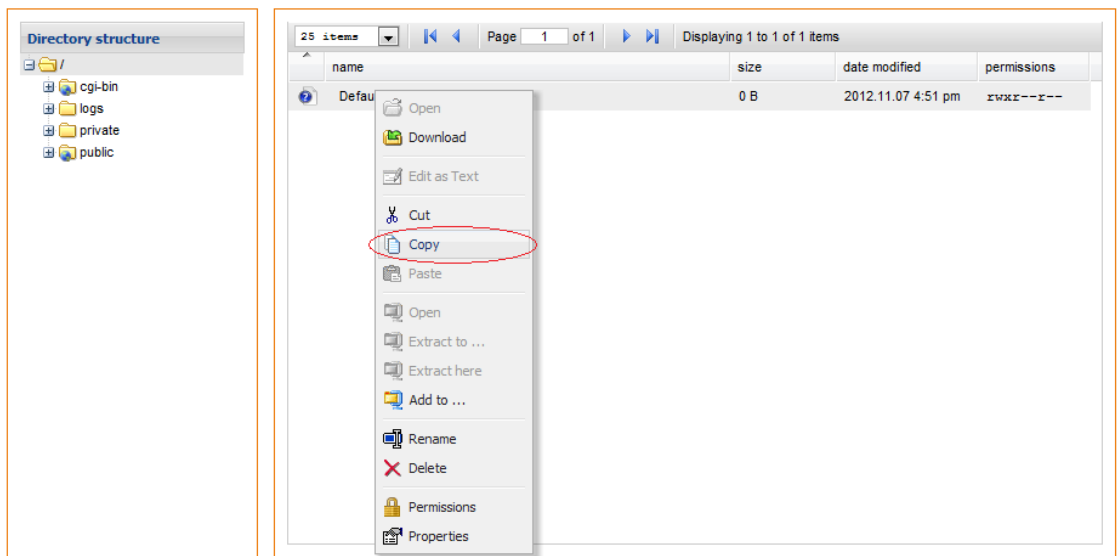 Directory structure
/
cgi-bin
logs
private
public
25 items Page 1 of 1 Displaying 1 to 1 of 1 items
name size date modified permissions
Defau 0 B 2012.11.07 4:51 pm rwxr--r--
Open
Download
Edit as Text
Cut
Copy
Paste
Open
Extract to ...
Extract here
Add to ...
Rename
Delete
Permissions
Properties